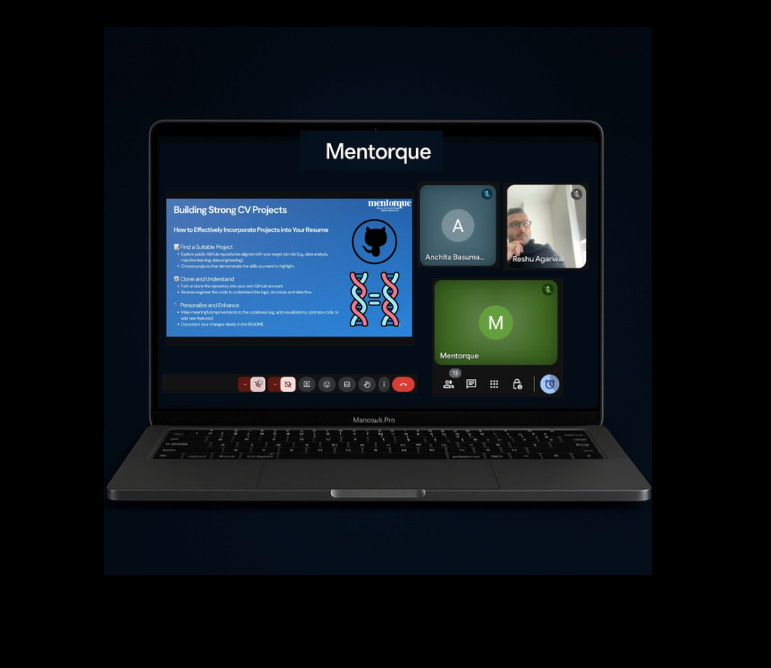 Mentorque
Building Strong CV Projects
mentorque
How to Effectively Incorporate Projects into Your Resume
Find a Suitable Project
Explore public GitHub repositories aligned with your target job role (e.g., data analysis,
machine learning, data engineering)
Choose projects that demonstrate the skills you want to highlight.
Clone and Understand
Fork or clone the repository into your own GitHub account
Reverse engineer the code to understand the logic, structure and data flow.
Personalize and Enhance
Make meaningful improvements to the codebase (e.g., add visualizations, optimize code, or
add new features)
Document your changes clearly in the README.
A
Anchita Basuma...
Reshu Agarwal
M
Mentorque
13